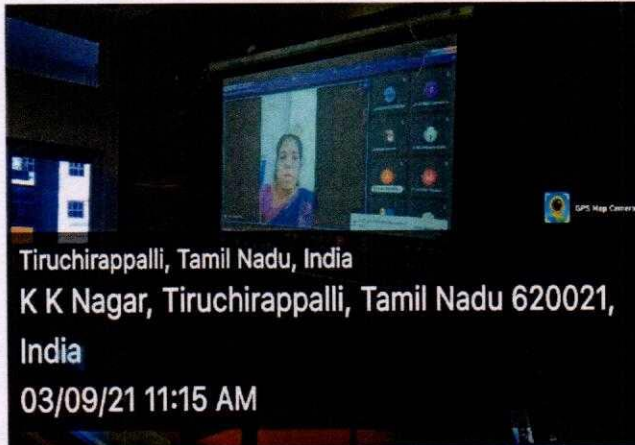 GPS Map Camera
Tiruchirappalli, Tamil Nadu, India
K K Nagar, Tiruchirappalli, Tamil Nadu 620021,
India
03/09/21 11:15 AM